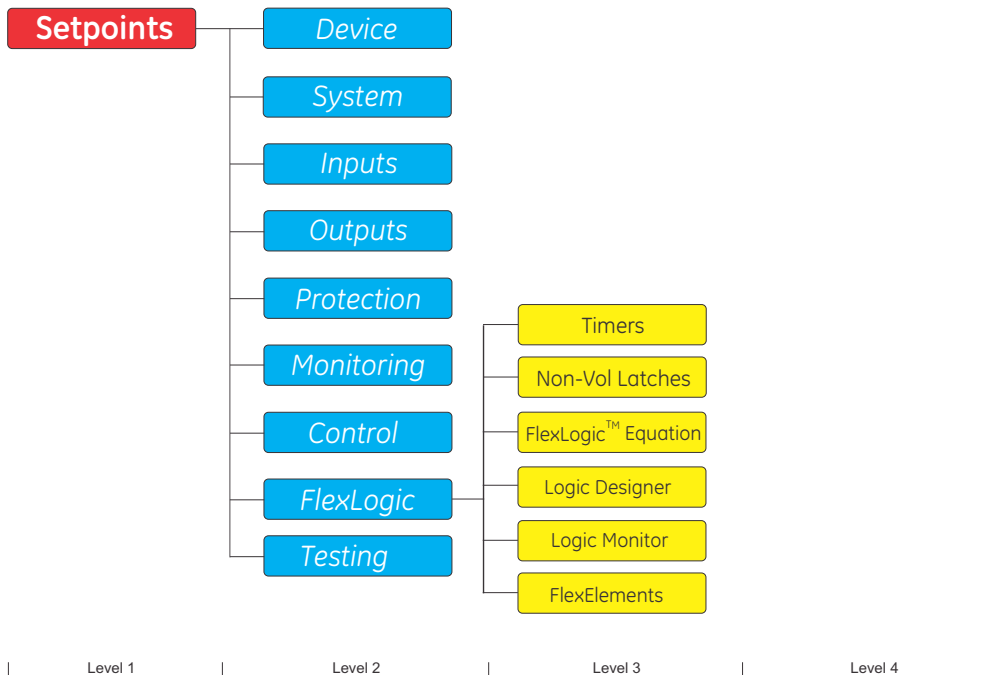 Setpoints
Device
System
Inputs
Outputs
Protection
Monitoring
Control
FlexLogic
Testing
Timers
Non-Vol Latches
FlexLogic™ Equation
Logic Designer
Logic Monitor
FlexElements
Level 1 Level 2 Level 3 Level 4